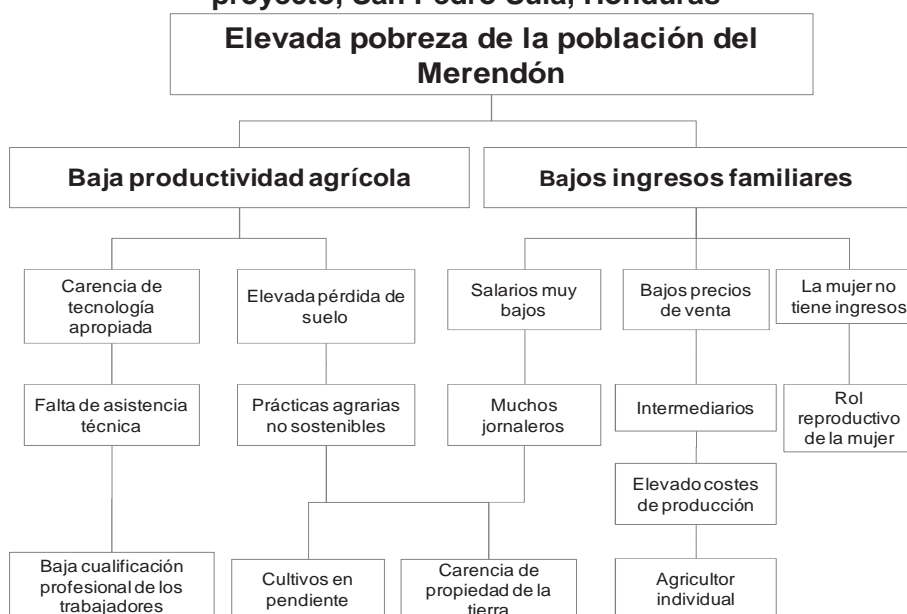 proyecto, San Pedro Sula, Honduras
Elevada pobreza de la población del
Merendón
Baja productividad agrícola
Bajos ingresos familiares
Carencia de
tecnología
apropiada
Elevada pérdida de
suelo
Salarios muy
bajos
Bajos precios
de venta
La mujer no
tiene ingresos
Falta de asistencia
técnica
Prácticas agrarias
no sostenibles
Muchos
jornaleros
Intermediarios
Rol
reproductivo
de la mujer
Elevado costes
de producción
Baja cualificación
profesional de los
trabajadores
Cultivos en
pendiente
Carencia de
propiedad de la
tierra
Agricultor
individual